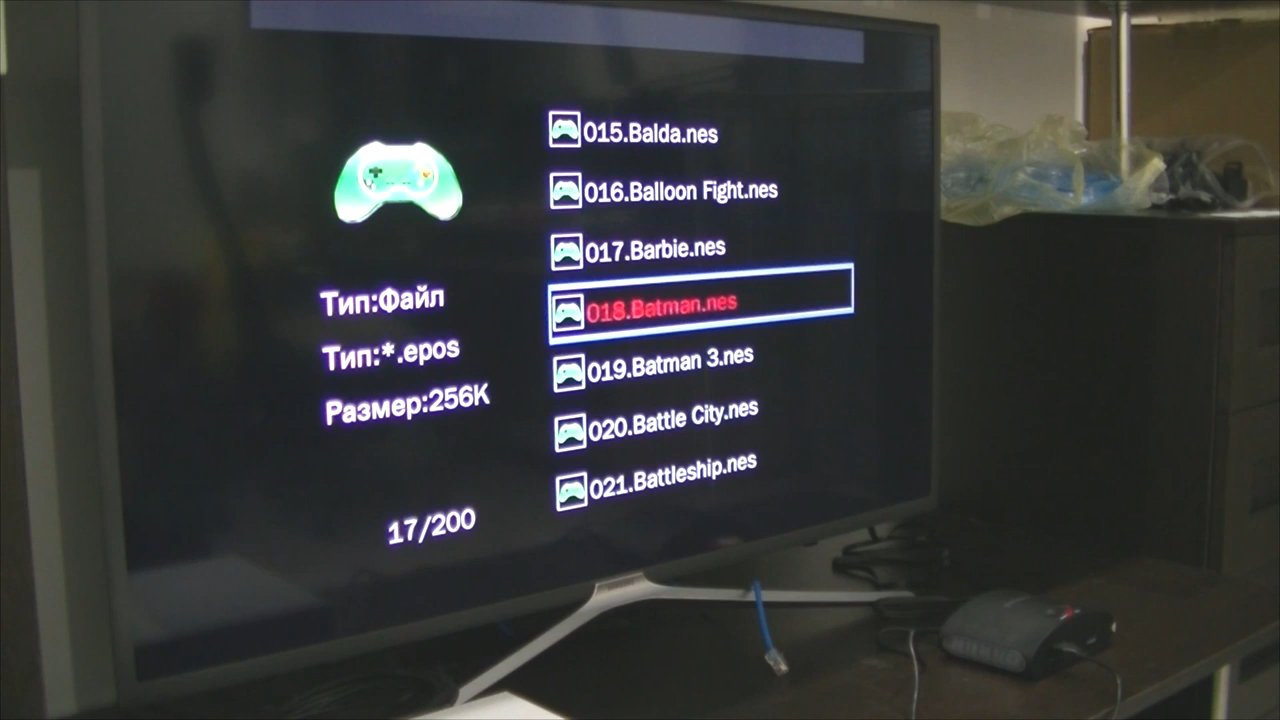 015.Balda.nes
016.Balloon Fight.nes
017.Barbie.nes
018.Batman.nes
019.Batman 3.nes
020.Battle City.nes
021.Battleship.nes
Тип:Файл
Тип:*.epos
Размер:256K
17/200